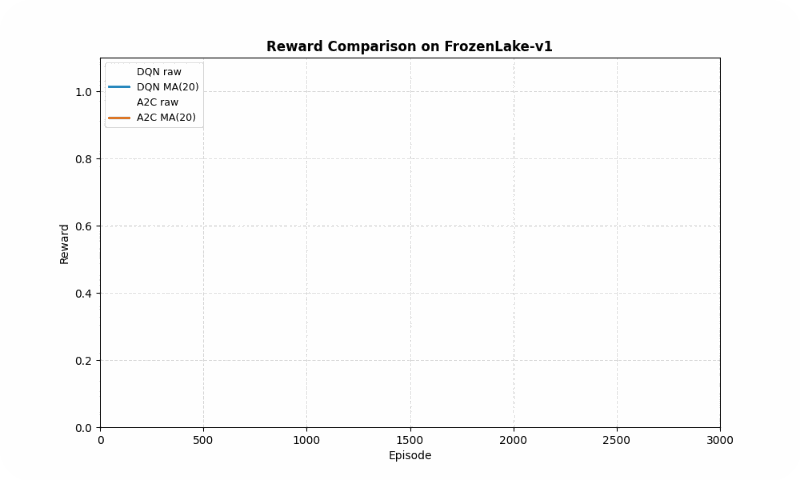 Reward Comparison on FrozenLake-v1
DQN raw
DQN MA(20)
A2C raw
A2C MA(20)
1.0
0.8
0.6
0.4
0.2
0.0
Reward
0 500 1000 1500 2000 2500 3000
Episode